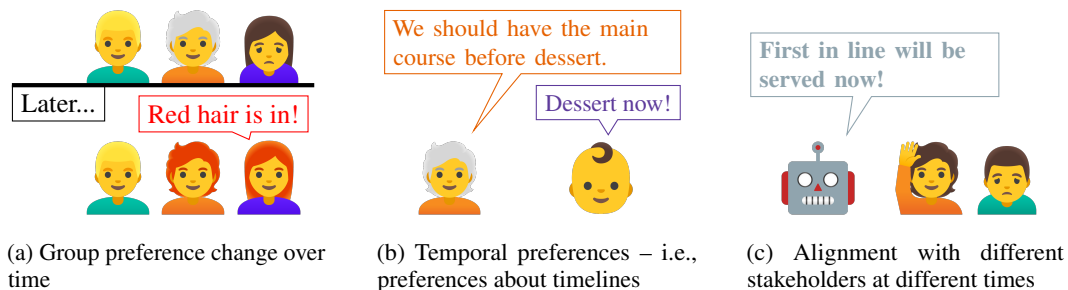 Later...
Red hair is in!
(a) Group preference change over
time
We should have the main
course before dessert.
Dessert now!
(b) Temporal preferences – i.e.,
preferences about timelines
First in line will be
served now!
(c) Alignment with different
stakeholders at different times